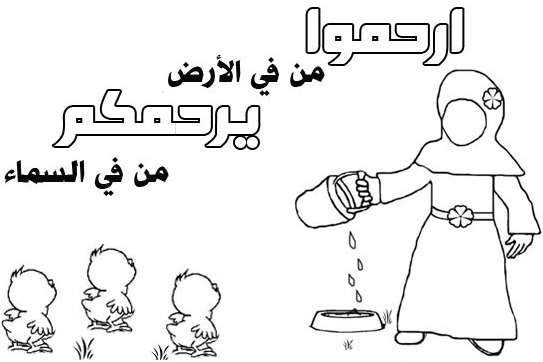 ارحموا
من في الأرض
يرحمكم
من في السماء